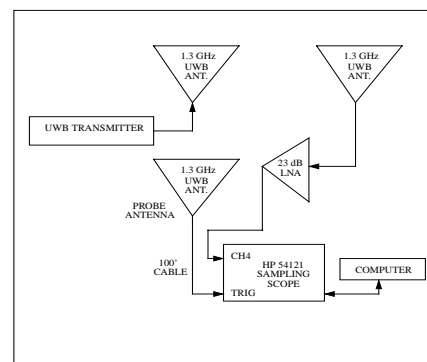 1.3 GHz
UWB
ANT.
1.3 GHz
UWB
ANT.
UWB TRANSMITTER
23 dB
LNA
1.3 GHz
UWB
ANT.
PROBE
ANTENNA
100'
CABLE
CH4
HP 54121
SAMPLING
SCOPE
TRIG
COMPUTER